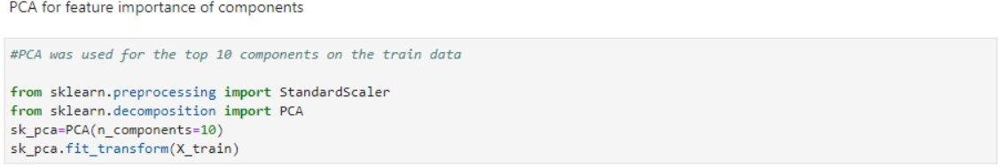 PCA for feature importance of components
#PCA was used for the top 10 components on the train data
from sklearn.preprocessing import StandardScaler
from sklearn.decomposition import PCA
sk_pca=PCA(n_components=10)
sk_pca.fit_transform(X_train)